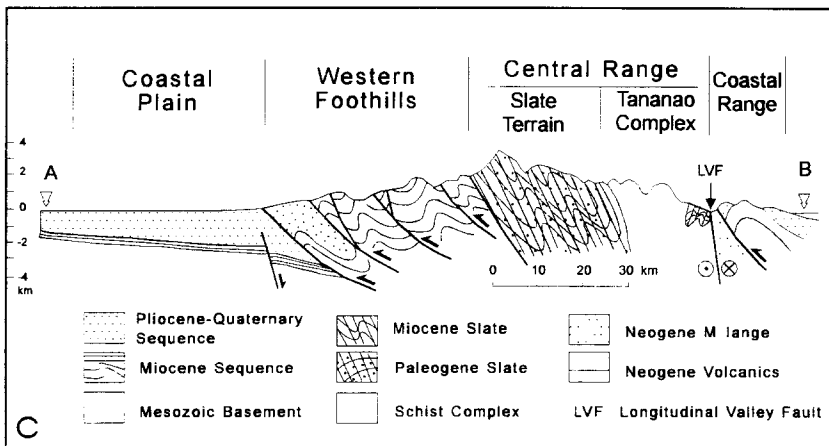 Coastal Plain
Western Foothills
Central Range
Slate Terrain
Tananao Complex
Coastal Range
4
2
0
-2
-4
km
A
LVF
B
0 10 20 30 km
Pliocene-Quaternary Sequence
Miocene Sequence
Mesozoic Basement
Miocene Slate
Paleogene Slate
Schist Complex
Neogene M lange
Neogene Volcanics
LVF Longitudinal Valley Fault
C